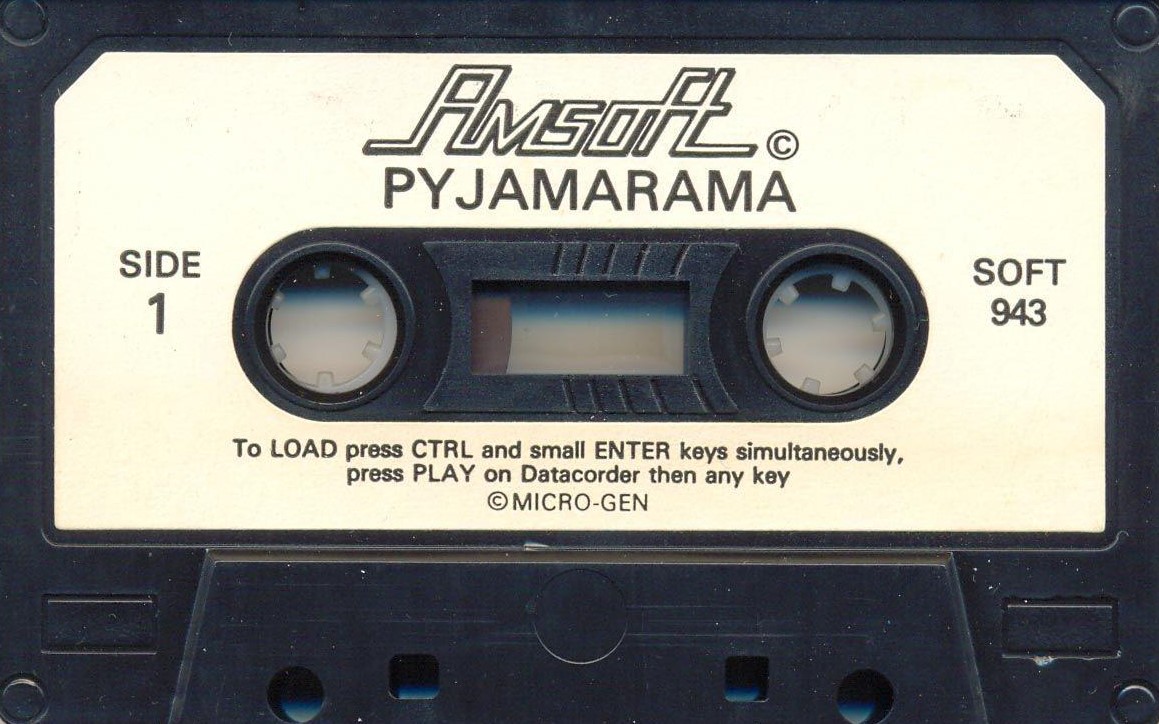 Amsoft ©
PYJAMARAMA
SIDE
1
SOFT
943
To LOAD press CTRL and small ENTER keys simultaneously,
press PLAY on Datacorder then any key
© MICRO-GEN